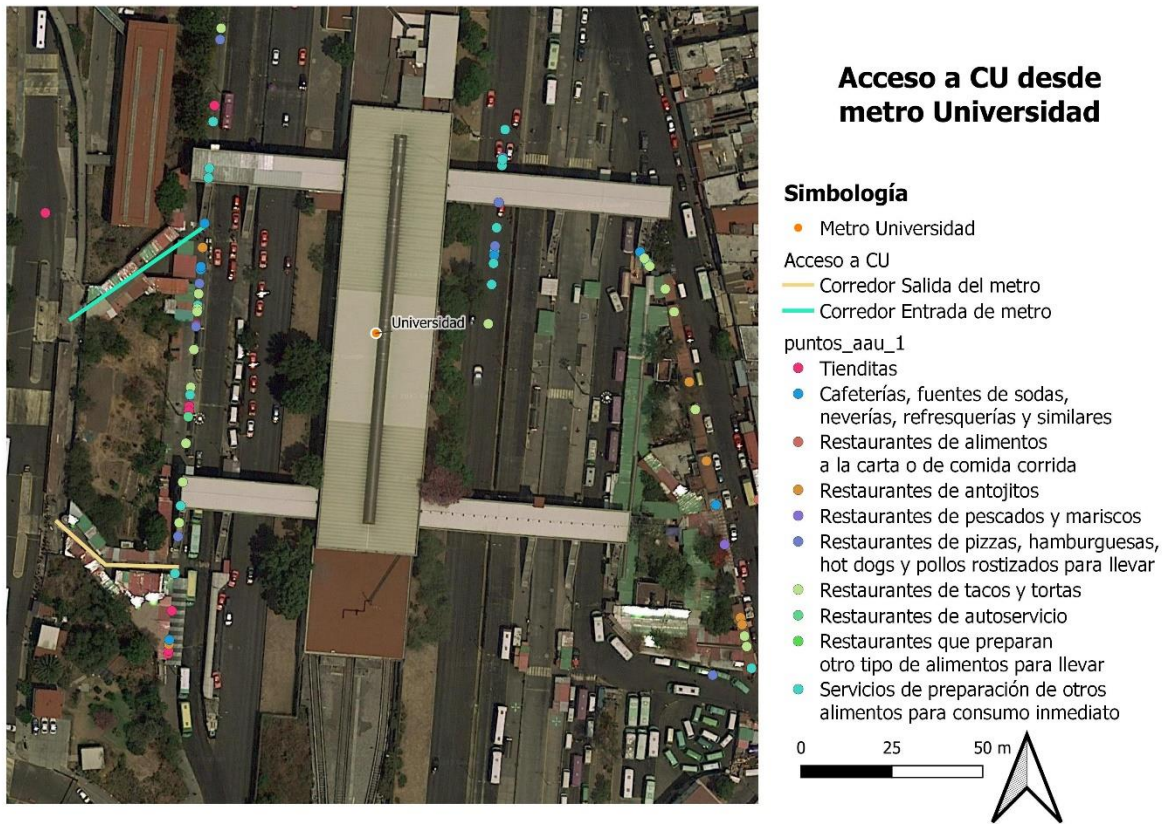 Acceso a CU desde
metro Universidad
Simbología
Metro Universidad
Acceso a CU
Corredor Salida del metro
Corredor Entrada de metro
puntos_aau_1
Tienditas
Cafeterías, fuentes de sodas,
neverías, refresquerías y similares
Restaurantes de alimentos
a la carta o de comida corrida
Restaurantes de antojitos
Restaurantes de pescados y mariscos
Restaurantes de pizzas, hamburguesas,
hot dogs y pollos rostizados para llevar
Restaurantes de tacos y tortas
Restaurantes de autoservicio
Restaurantes que preparan
otro tipo de alimentos para llevar
Servicios de preparación de otros
alimentos para consumo inmediato
0 25 50 m
Universidad